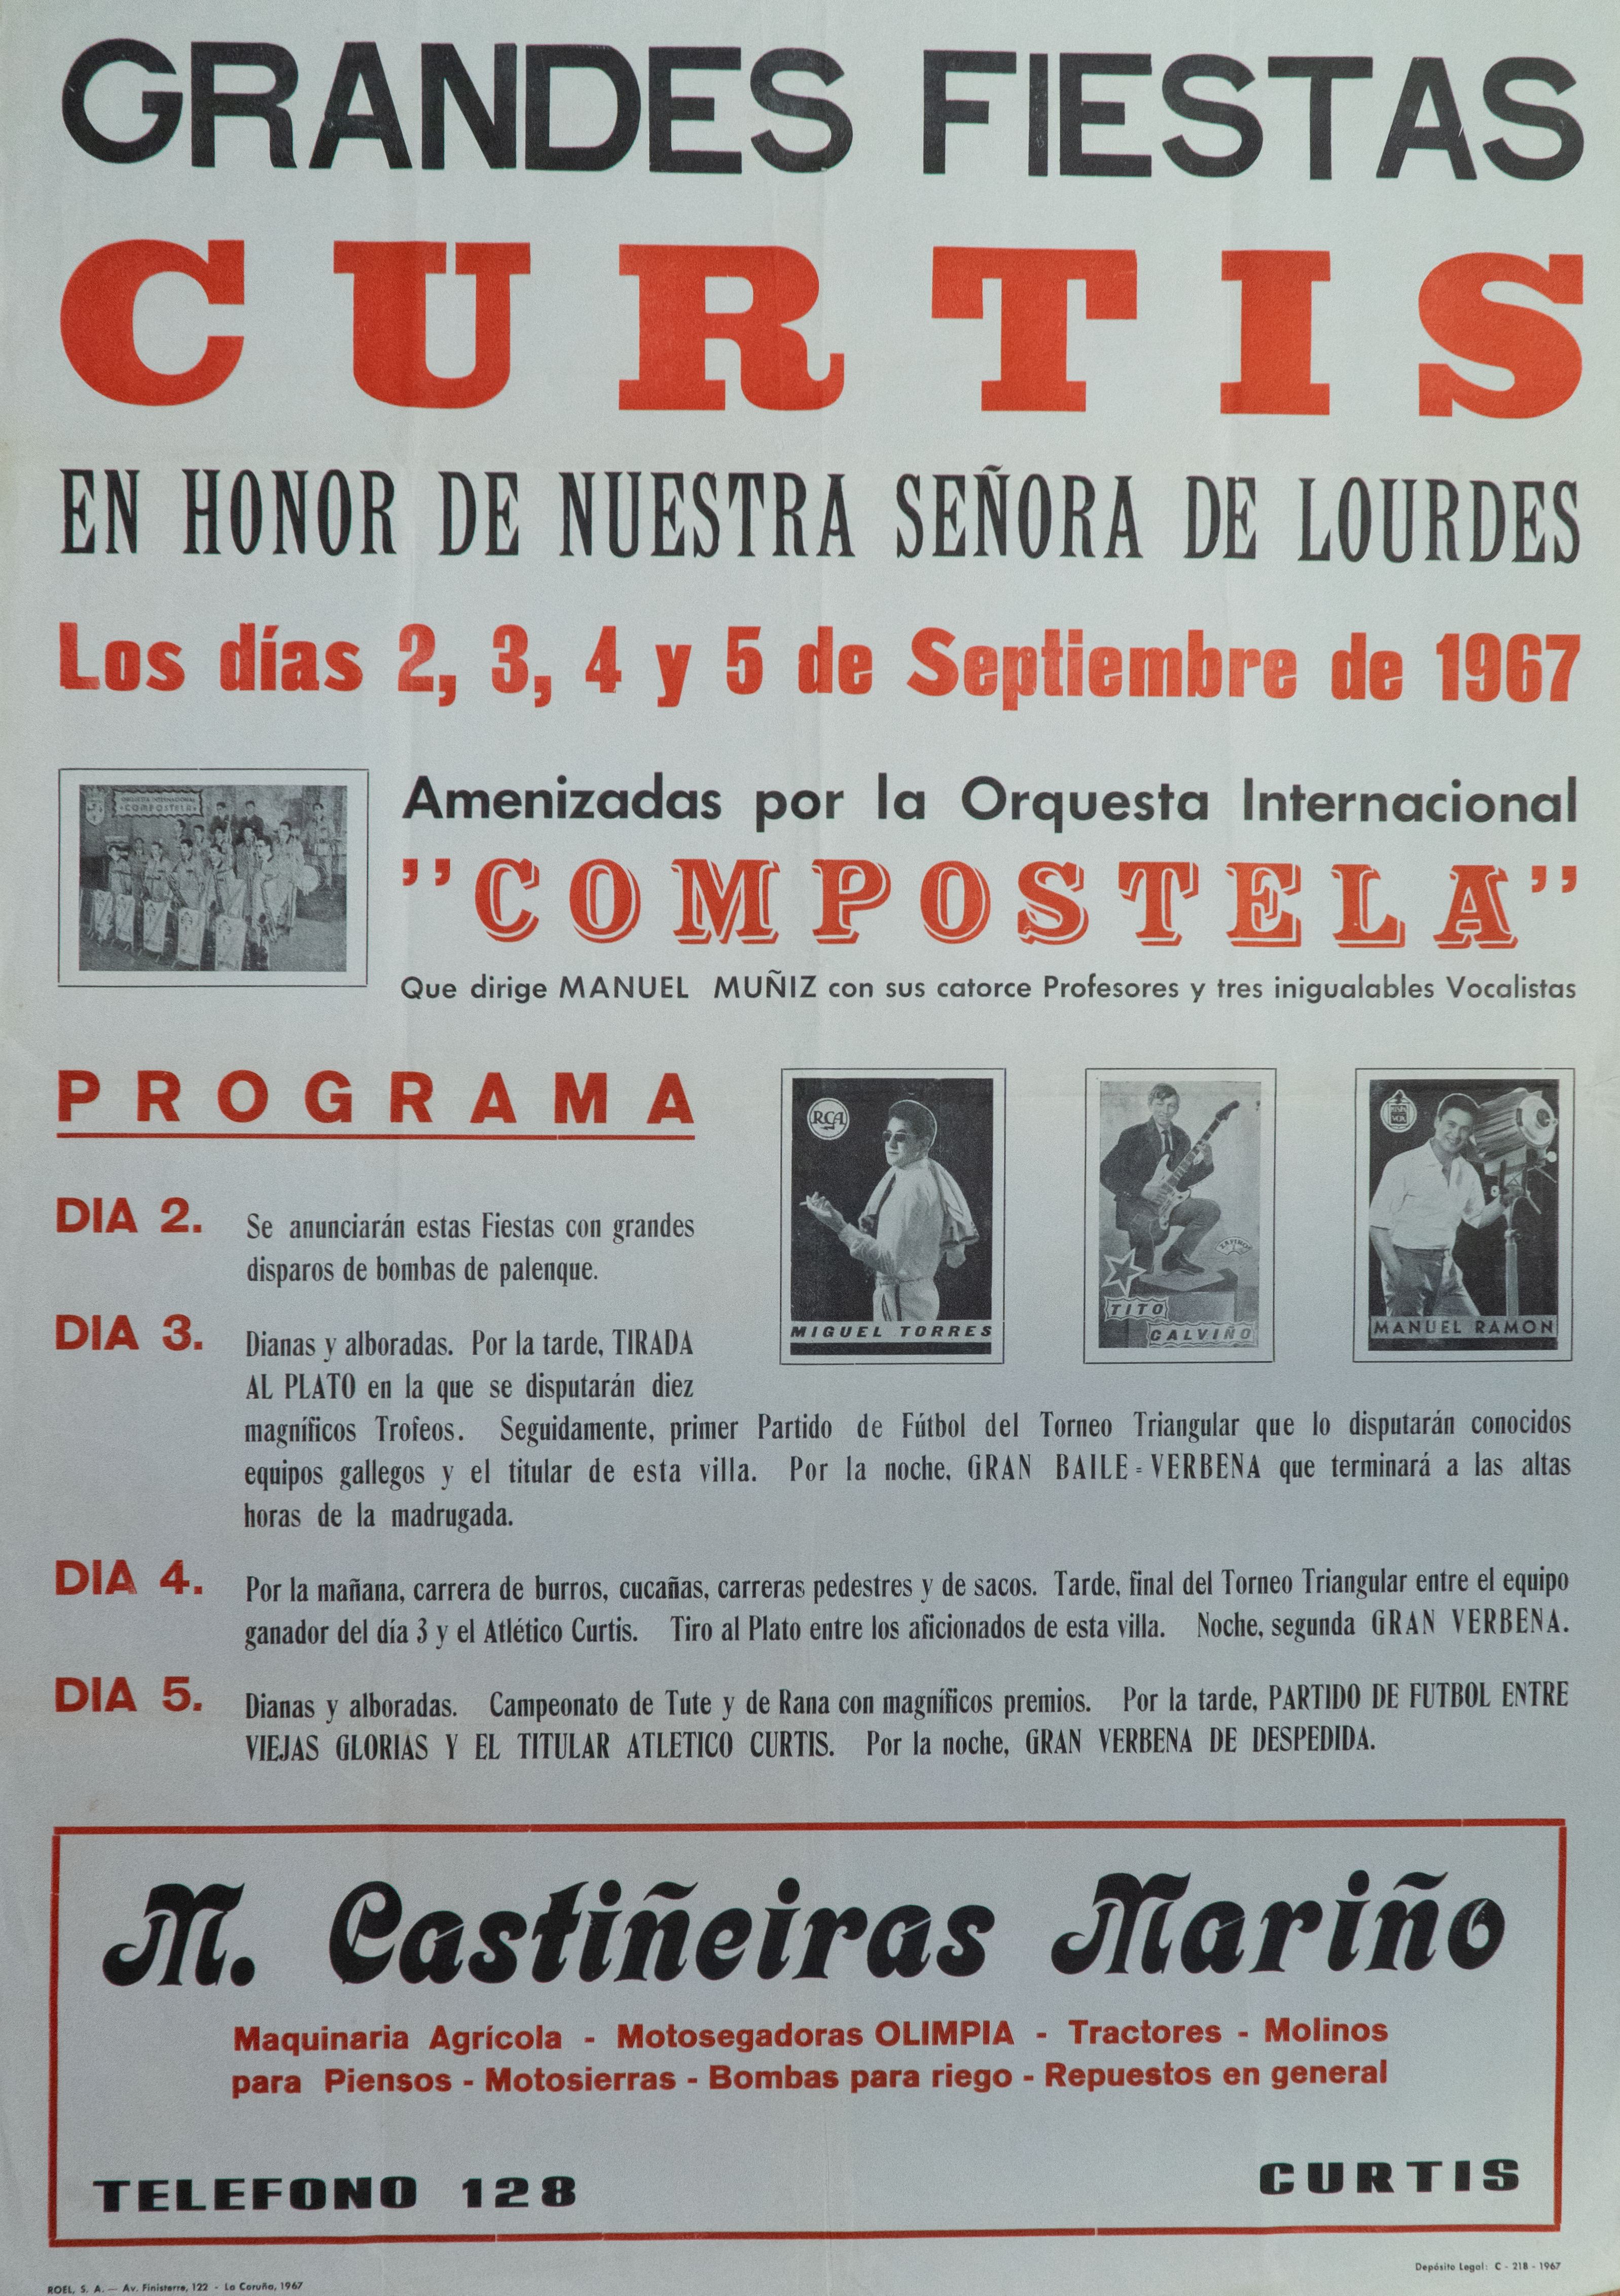 GRANDES FIESTAS
CURTIS
EN HONOR DE NUESTRA SEÑORA DE LOURDES
Los días 2, 3, 4 y 5 de Septiembre de 1967
ORQUESTA INTERNACIONAL
"COMPOSTELA"
Amenizadas por la Orquesta Internacional
"COMPOSTELA"
Que dirige MANUEL MUÑIZ con sus catorce Profesores y tres inigualables Vocalistas
PROGRAMA
RCA
MIGUEL TORRES
ZAFIRO
TITO
CALVIÑO
MANUEL RAMON
DIA 2. Se anunciarán estas Fiestas con grandes
disparos de bombas de palenque.
DIA 3. Dianas y alboradas. Por la tarde, TIRADA
AL PLATO en la que se disputarán diez
magníficos Trofeos. Seguidamente, primer Partido de Fútbol del Torneo Triangular que lo disputarán conocidos
equipos gallegos y el titular de esta villa. Por la noche, GRAN BAILE-VERBENA que terminará a las altas
horas de la madrugada.
DIA 4. Por la mañana, carrera de burros, cucañas, carreras pedestres y de sacos. Tarde, final del Torneo Triangular entre el equipo
ganador del día 3 y el Atlético Curtis. Tiro al Plato entre los aficionados de esta villa. Noche, segunda GRAN VERBENA.
DIA 5. Dianas y alboradas. Campeonato de Tute y de Rana con magníficos premios. Por la tarde, PARTIDO DE FUTBOL ENTRE
VIEJAS GLORIAS Y EL TITULAR ATLETICO CURTIS. Por la noche, GRAN VERBENA DE DESPEDIDA.
M. Castiñeiras Mariño
Maquinaria Agrícola - Motosegadoras OLIMPIA - Tractores - Molinos
para Piensos - Motosierras - Bombas para riego - Repuestos en general
TELEFONO 128
CURTIS
ROEL, S. A.— Av. Finisterre, 122 - La Coruña, 1967
Depósito Legal: C - 218 - 1967